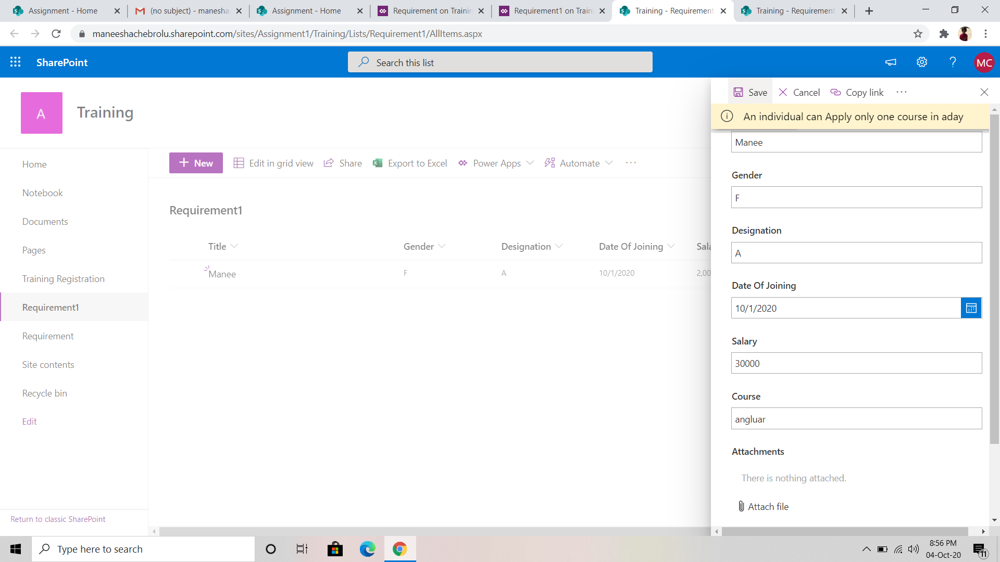 Assignment - Home
(no subject) - manesha
Assignment - Home
Requirement on Trainin
Requirement1 on Traini
Training - Requirement
Training - Requirement
maneeshachebrolu.sharepoint.com/sites/Assignment1/Training/Lists/Requirement1/AllItems.aspx
SharePoint
Search this list
MC
A
Training
Home
Notebook
Documents
Pages
Training Registration
Requirement1
Requirement
Site contents
Recycle bin
Edit
Return to classic SharePoint
New
Edit in grid view
Share
Export to Excel
Power Apps
Automate
Requirement1
Title Gender Designation Date Of Joining Sala
Manee F A 10/1/2020 2,00
Save
Cancel
Copy link
An individual can Apply only one course in aday
Manee
Gender
F
Designation
A
Date Of Joining
10/1/2020
Salary
30000
Course
angluar
Attachments
There is nothing attached.
Attach file
Type here to search
8:56 PM
04-Oct-20
11